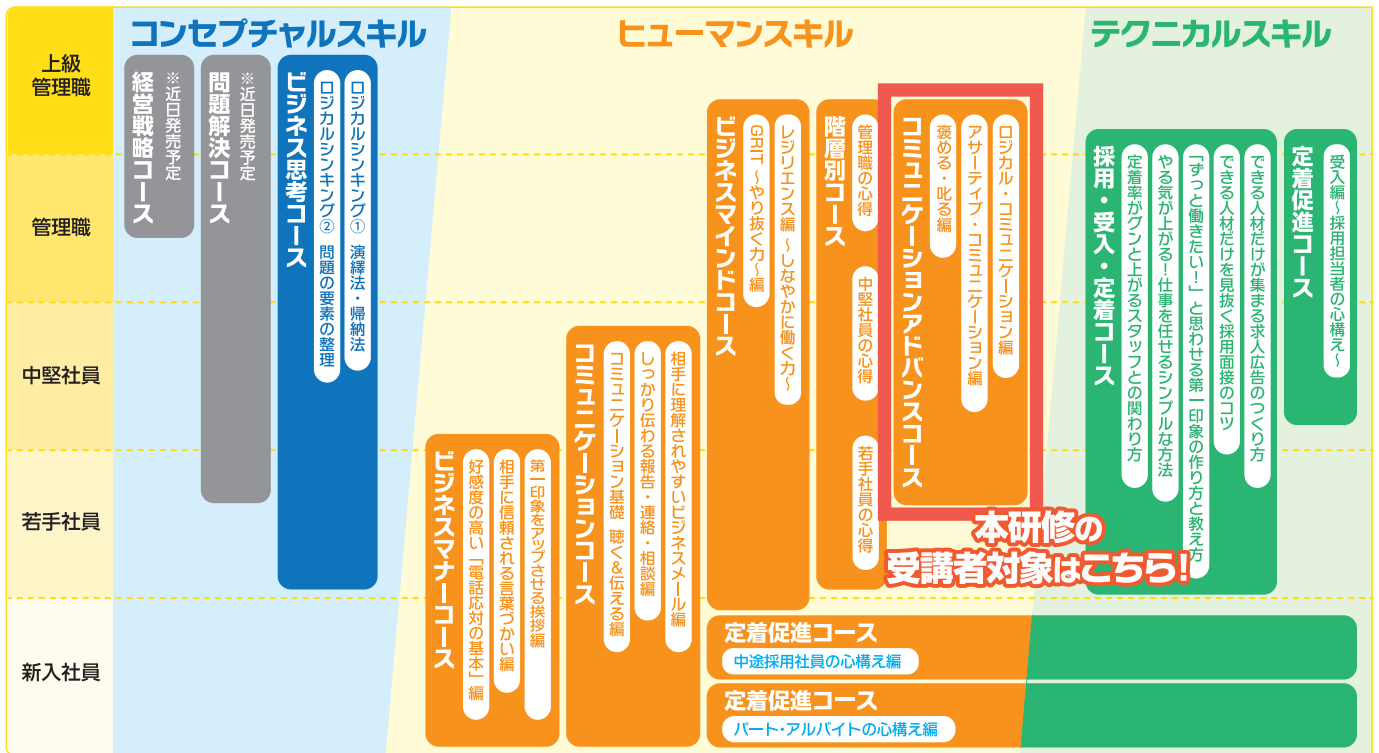 コンセプチャルスキル
ヒューマンスキル
テクニカルスキル
上級
管理職
管理職
中堅社員
若手社員
新入社員
経営戦略コース
※近日発売予定
問題解決コース
※近日発売予定
ビジネス思考コース
ロジカルシンキング② 問題の要素の整理
ロジカルシンキング① 演繹法・帰納法
ビジネスマナーコース
好感度の高い「電話応対の基本」編
相手に信頼される言葉づかい編
第一印象をアップさせる挨拶編
コミュニケーションコース
コミュニケーション基礎 聴く&伝える編
しっかり伝わる報告・連絡・相談編
相手に理解されやすいビジネスメール編
ビジネスマインドコース
GRIT ～やり抜く力～編
レジリエンス編 ～しなやかに働く力～
階層別コース
管理職の心得
中堅社員の心得
若手社員の心得
コミュニケーションアドバンスコース
褒める・叱る編
アサーティブ・コミュニケーション編
ロジカル・コミュニケーション編
本研修の
受講者対象はこちら!
採用・受入・定着コース
定着率がグンと上がるスタッフとの関わり方
やる気が上がる!仕事を任せるシンプルな方法
「ずっと働きたい!」と思わせる第一印象の作り方と教え方
できる人材だけを見抜く採用面接のコツ
できる人材だけが集まる求人広告のつくり方
定着促進コース
受入編～採用担当者の心構え～
定着促進コース
中途採用社員の心構え編
定着促進コース
パート・アルバイトの心構え編